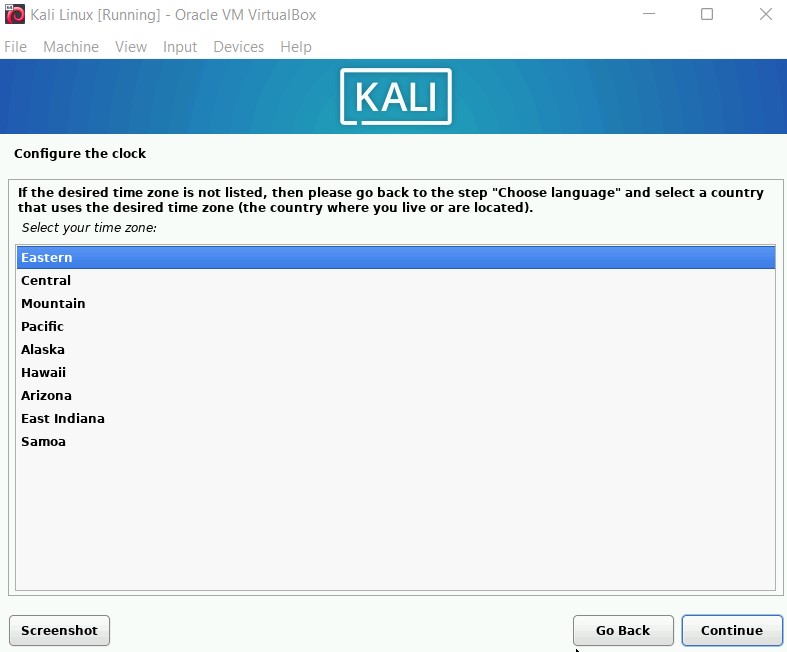 Kali Linux [Running] - Oracle VM VirtualBox
File Machine View Input Devices Help
KALI
Configure the clock
If the desired time zone is not listed, then please go back to the step "Choose language" and select a country
that uses the desired time zone (the country where you live or are located).
Select your time zone:
Eastern
Central
Mountain
Pacific
Alaska
Hawaii
Arizona
East Indiana
Samoa
Screenshot Go Back Continue